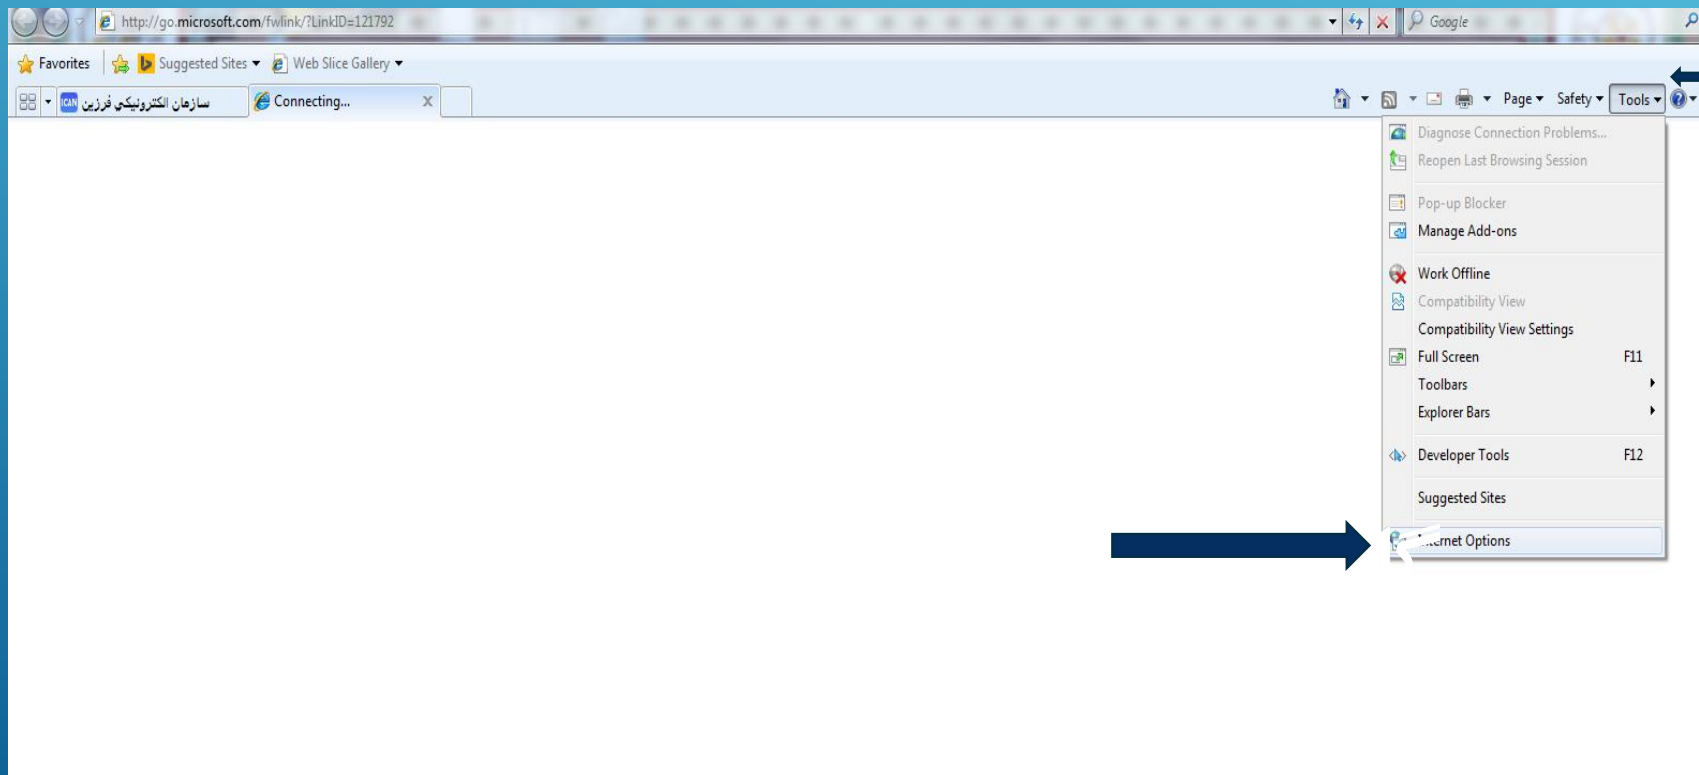 http://go.microsoft.com/fwlink/?LinkID=121792
Google
Favorites
Suggested Sites
Web Slice Gallery
سازمان الکترونیکی فرزین
ICAN
Connecting...
x
Page
Safety
Tools
Diagnose Connection Problems...
Reopen Last Browsing Session
Pop-up Blocker
Manage Add-ons
Work Offline
Compatibility View
Compatibility View Settings
Full Screen F11
Toolbars
Explorer Bars
Developer Tools F12
Suggested Sites
Internet Options